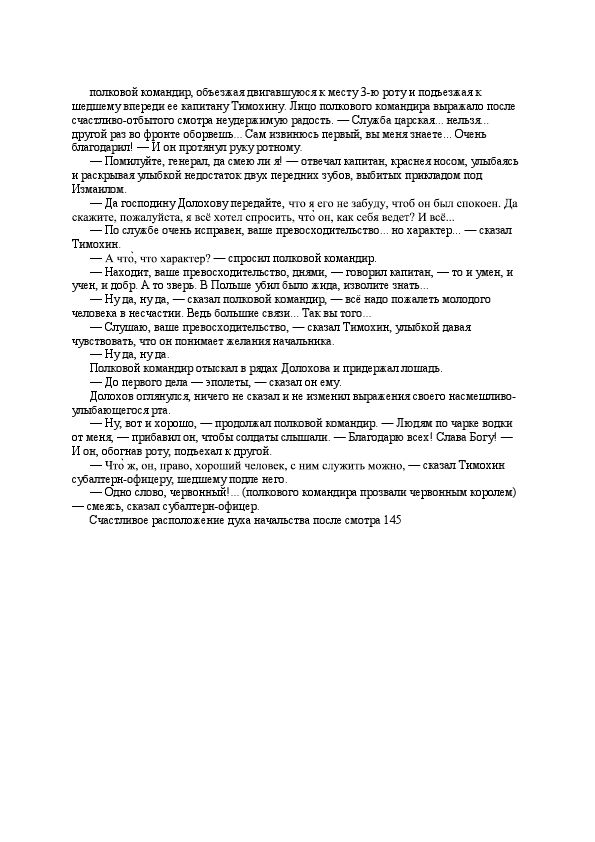 полковой командир, объезжая двигавшуюся к месту 3-ю роту и подъезжая к
шедшему впереди ее капитану Тимохину. Лицо полкового командира выражало после
счастливо-отбытого смотра неудержимую радость. — Служба царская... нельзя...
другой раз во фронте оборвешь... Сам извинюсь первый, вы меня знаете... Очень
благодарил! — И он протянул руку ротному.
— Помилуйте, генерал, да смею ли я! — отвечал капитан, краснея носом, улыбаясь
и раскрывая улыбкой недостаток двух передних зубов, выбитых прикладом под
Измаилом.
— Да господину Долохову передайте, что я его не забуду, чтоб он был спокоен. Да
скажите, пожалуйста, я всё хотел спросить, что̀ он, как себя ведет? И всё...
— По службе очень исправен, ваше превосходительство... но характер... — сказал
Тимохин.
— А что̀, что характер? — спросил полковой командир.
— Находит, ваше превосходительство, днями, — говорил капитан, — то и умен, и
учен, и добр. А то зверь. В Польше убил было жида, изволите знать...
— Ну да, ну да, — сказал полковой командир, — всё надо пожалеть молодого
человека в несчастии. Ведь большие связи... Так вы того...
— Слушаю, ваше превосходительство, — сказал Тимохин, улыбкой давая
чувствовать, что он понимает желания начальника.
— Ну да, ну да.
Полковой командир отыскал в рядах Долохова и придержал лошадь.
— До первого дела — эполеты, — сказал он ему.
Долохов оглянулся, ничего не сказал и не изменил выражения своего насмешливо-
улыбающегося рта.
— Ну, вот и хорошо, — продолжал полковой командир. — Людям по чарке водки
от меня, — прибавил он, чтобы солдаты слышали. — Благодарю всех! Слава Богу! —
И он, обогнав роту, подъехал к другой.
— Что̀ ж, он, право, хороший человек, с ним служить можно, — сказал Тимохин
субалтерн-офицеру, шедшему подле него.
— Одно слово, червонный!... (полкового командира прозвали червонным королем)
— смеясь, сказал субалтерн-офицер.
Счастливое расположение духа начальства после смотра 145